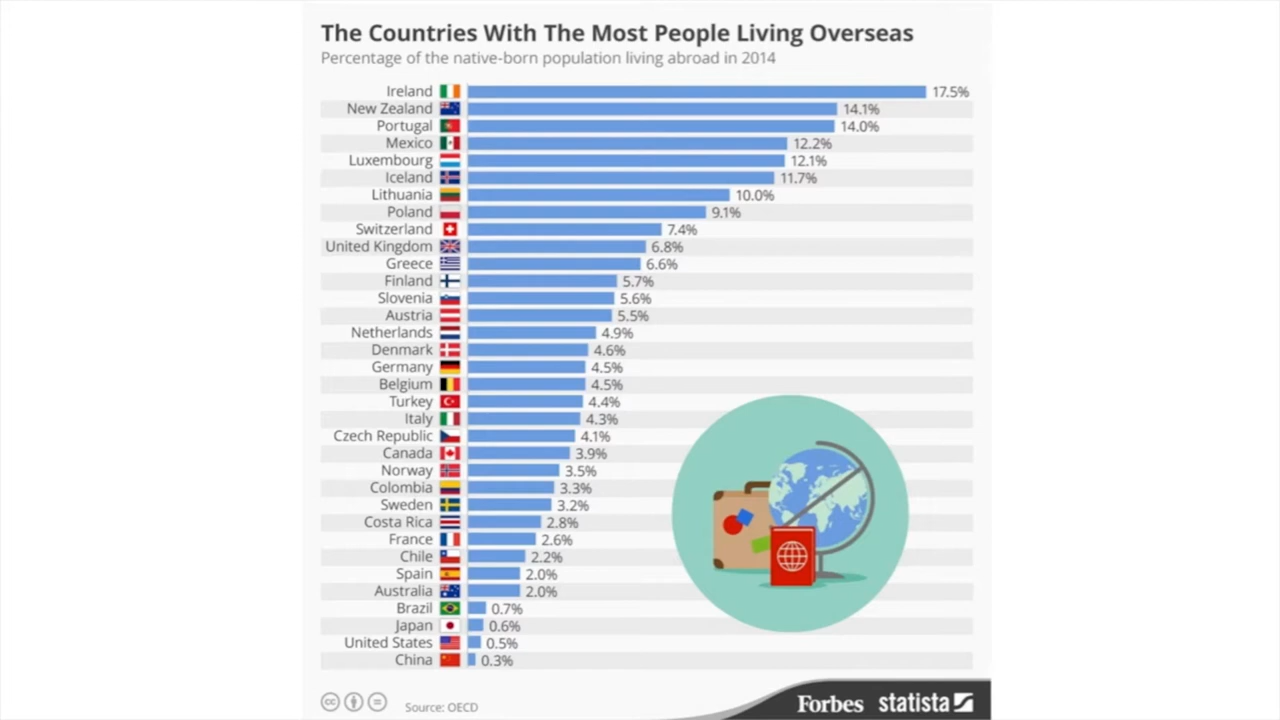 The Countries With The Most People Living Overseas
Percentage of the native-born population living abroad in 2014
Ireland 17.5%
New Zealand 14.1%
Portugal 14.0%
Mexico 12.2%
Luxembourg 12.1%
Iceland 11.7%
Lithuania 10.0%
Poland 9.1%
Switzerland 7.4%
United Kingdom 6.8%
Greece 6.6%
Finland 5.7%
Slovenia 5.6%
Austria 5.5%
Netherlands 4.9%
Denmark 4.6%
Germany 4.5%
Belgium 4.5%
Turkey 4.4%
Italy 4.3%
Czech Republic 4.1%
Canada 3.9%
Norway 3.5%
Colombia 3.3%
Sweden 3.2%
Costa Rica 2.8%
France 2.6%
Chile 2.2%
Spain 2.0%
Australia 2.0%
Brazil 0.7%
Japan 0.6%
United States 0.5%
China 0.3%
cc Source: OECD Forbes statista